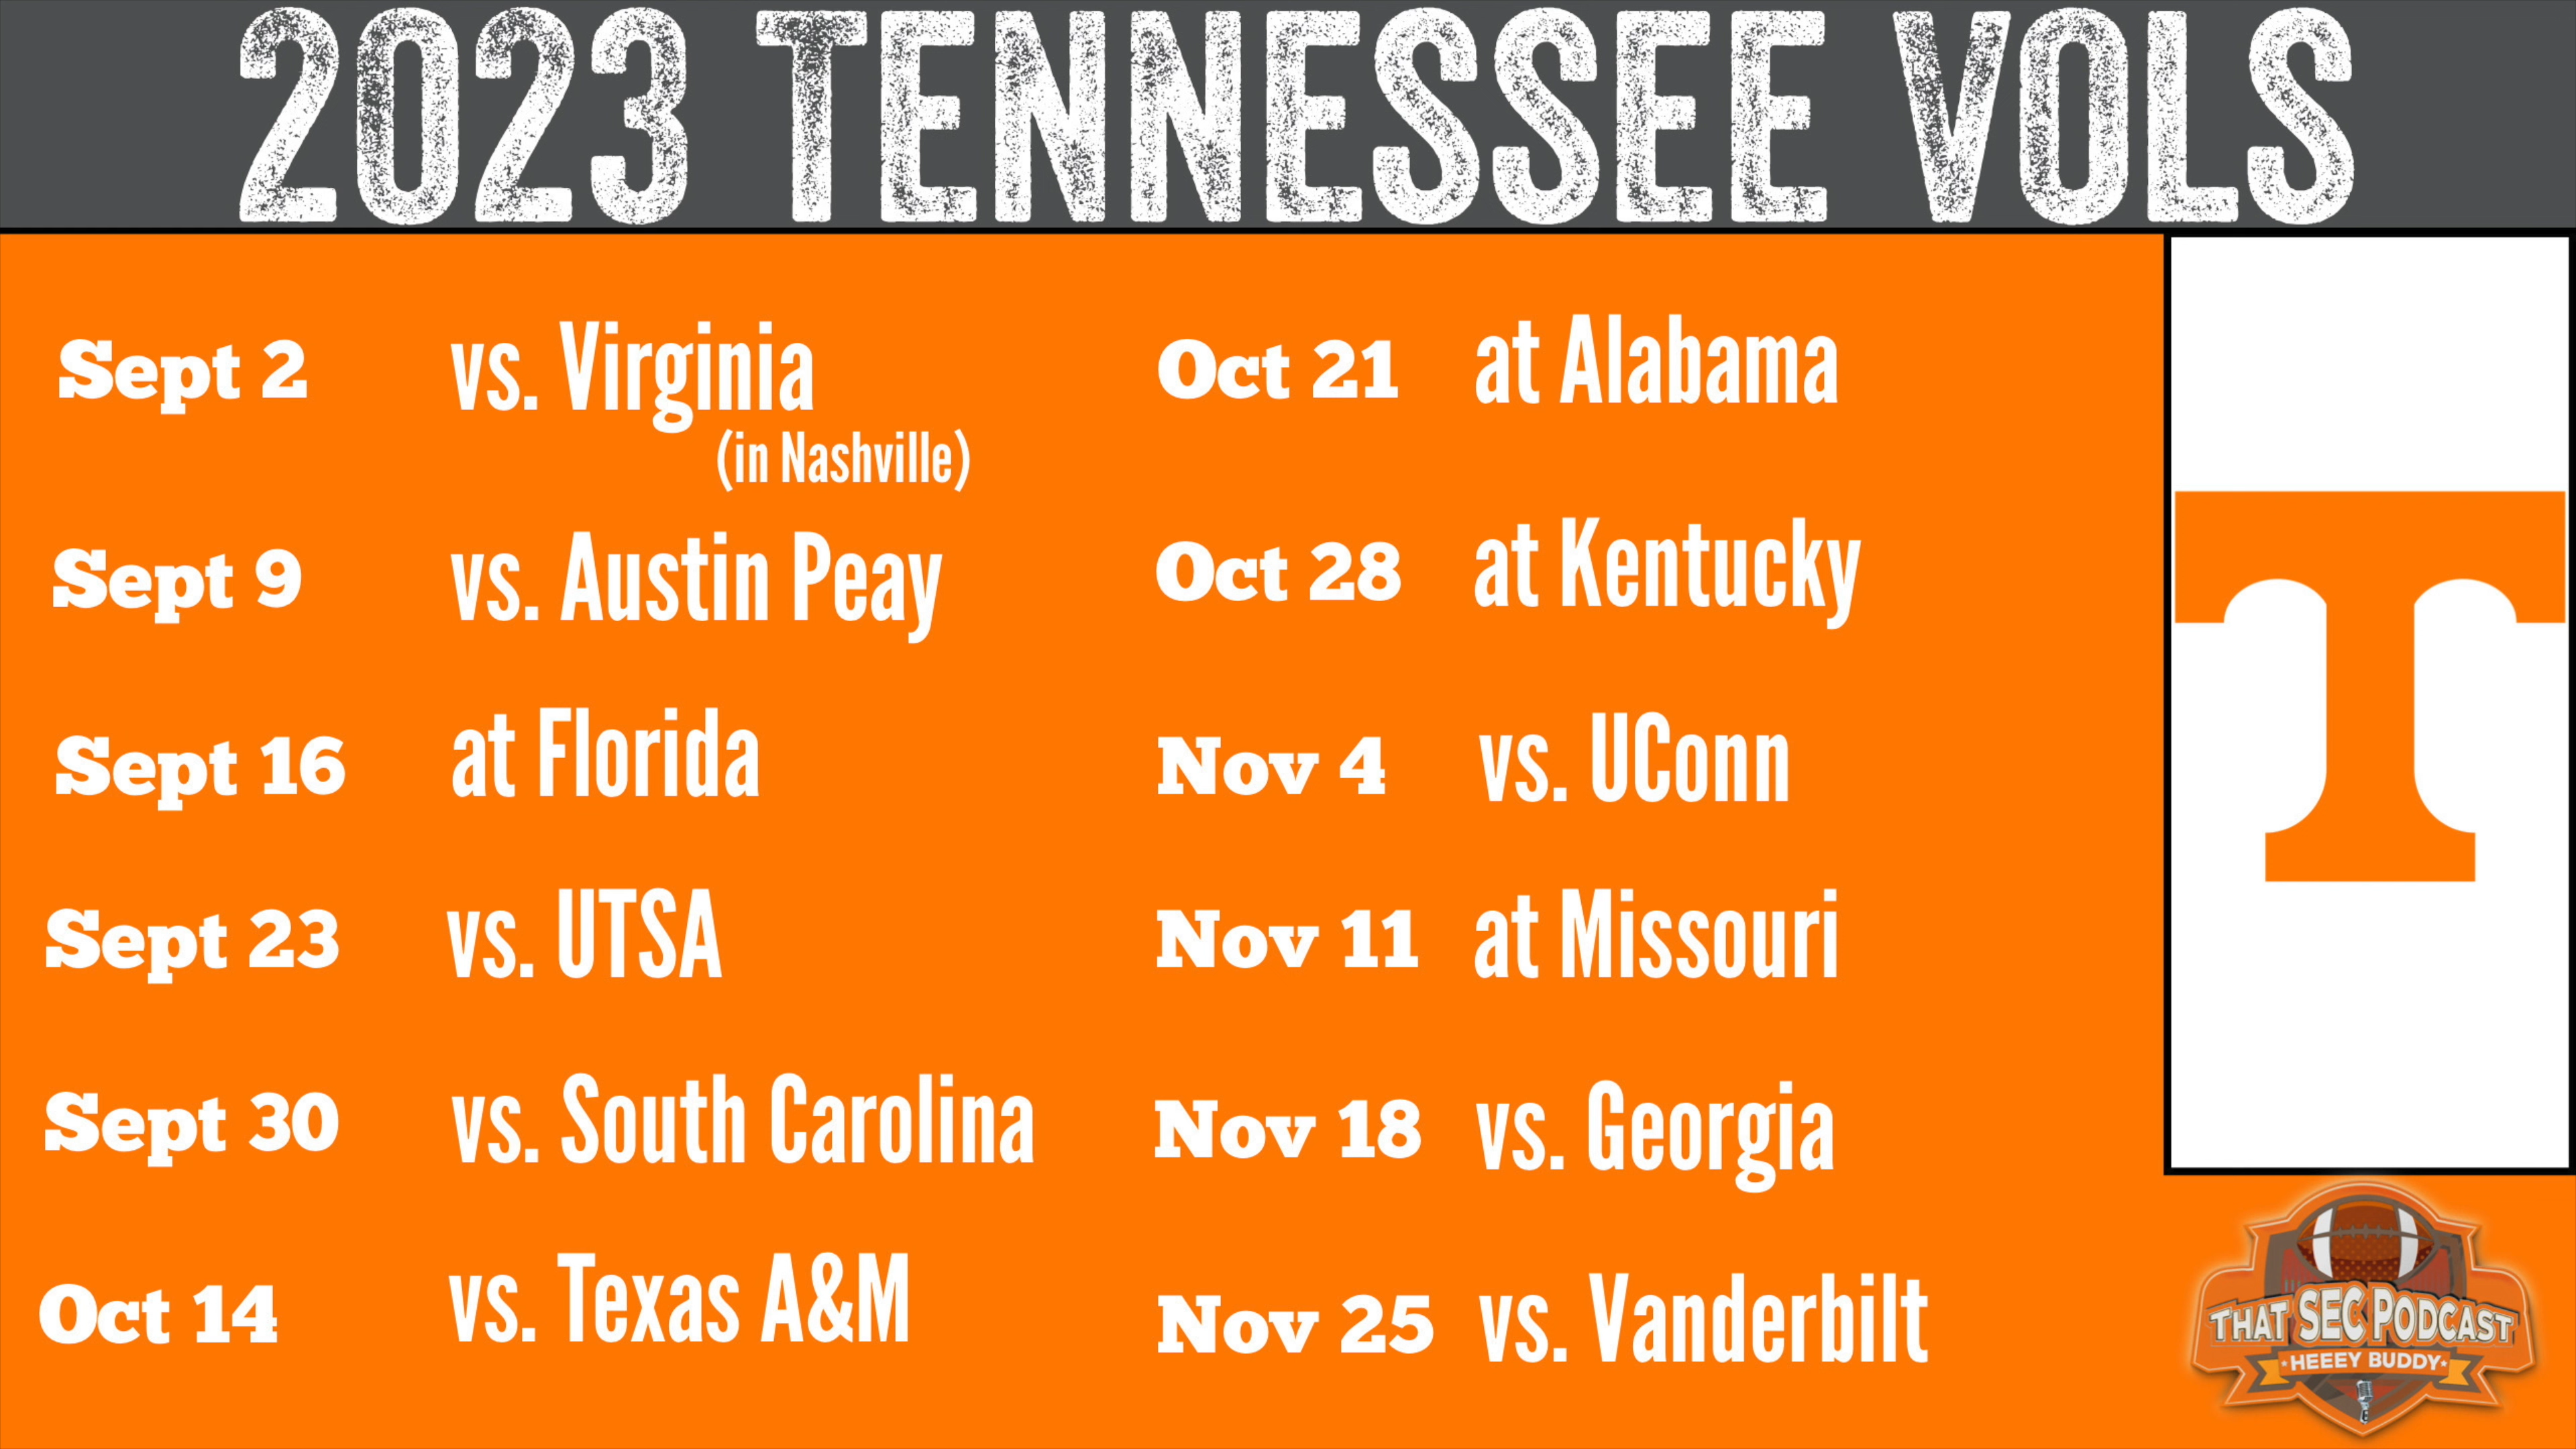 2023 TENNESSEE VOLS
Sept 2 vs. Virginia
(in Nashville)
Sept 9 vs. Austin Peay
Sept 16 at Florida
Sept 23 vs. UTSA
Sept 30 vs. South Carolina
Oct 14 vs. Texas A&M
Oct 21 at Alabama
Oct 28 at Kentucky
Nov 4 vs. UConn
Nov 11 at Missouri
Nov 18 vs. Georgia
Nov 25 vs. Vanderbilt
T
THAT SEC PODCAST
•HEEEY BUDDY•